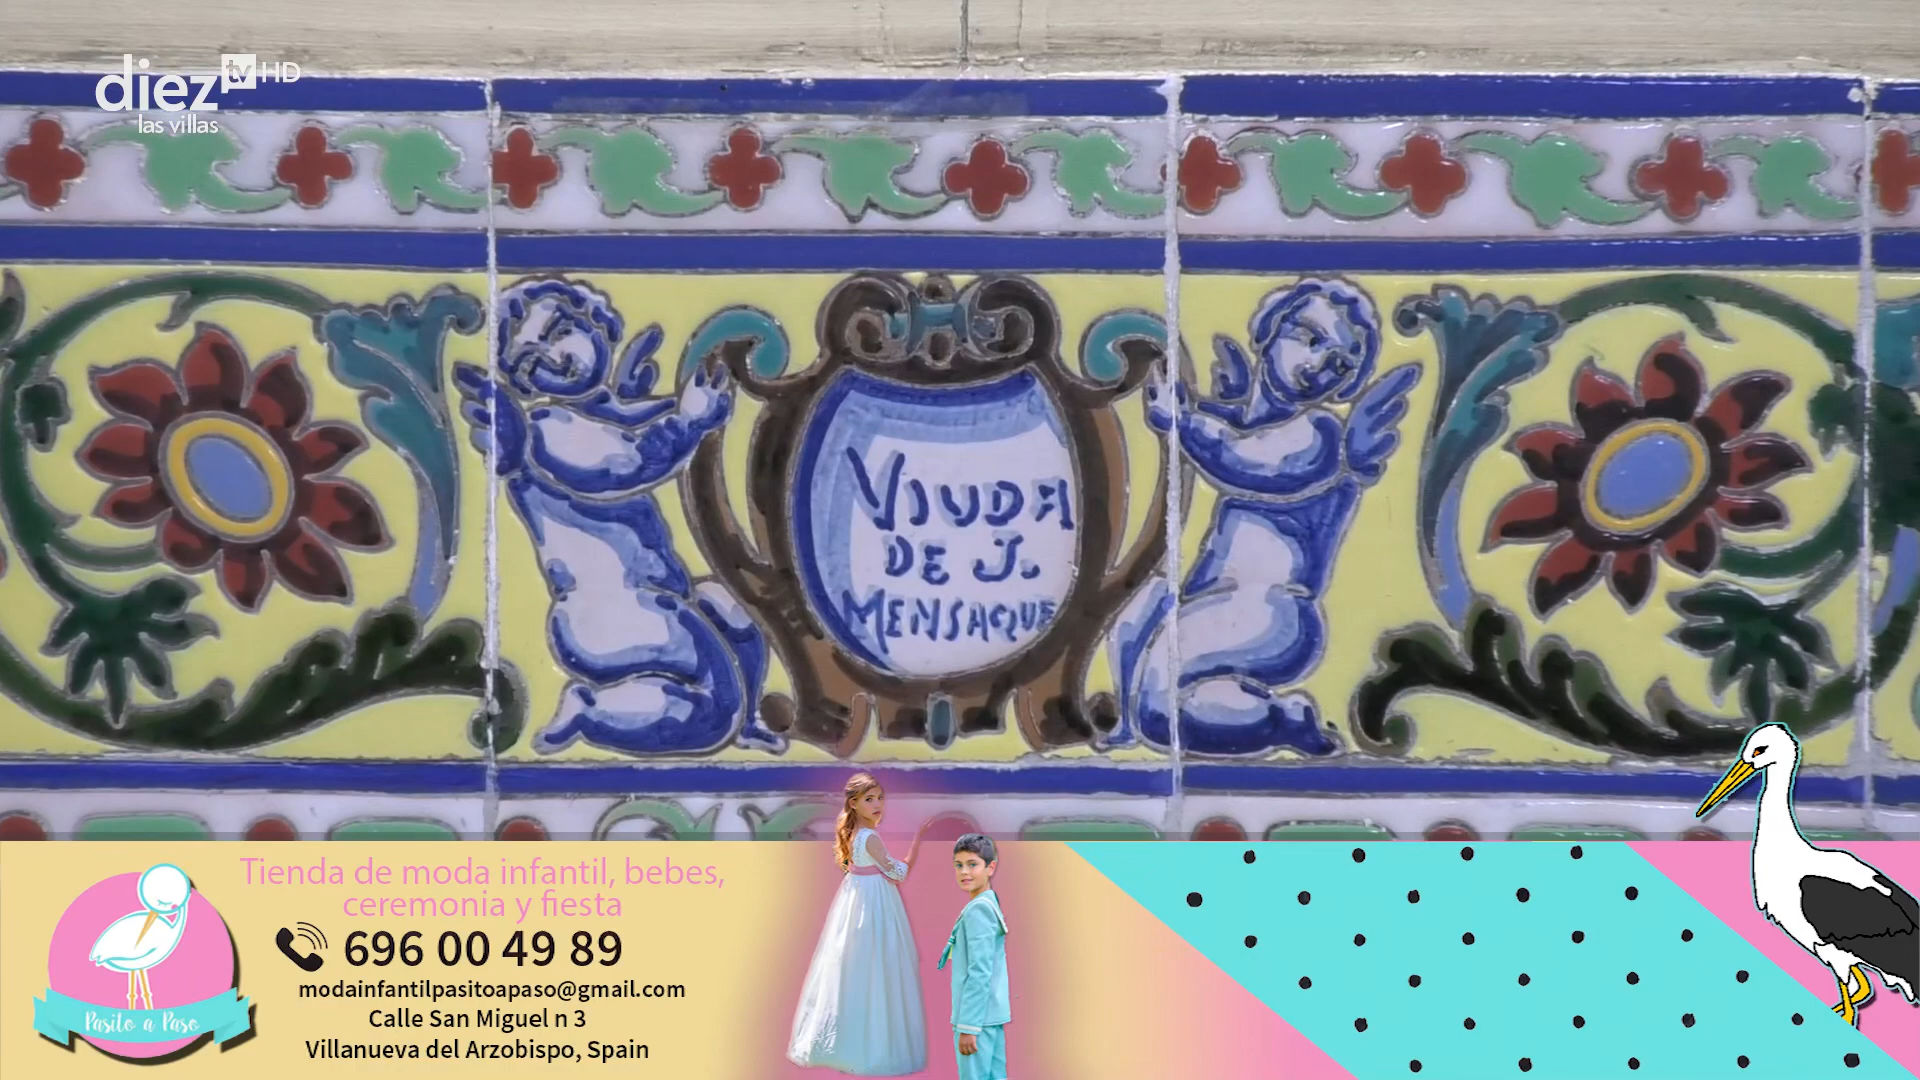 diez tv HD
las villas
VIUDA
DE J.
MENSAQUE
Tienda de moda infantil, bebes,
ceremonia y fiesta
696 00 49 89
modainfantilpasitoapaso@gmail.com
Calle San Miguel n 3
Villanueva del Arzobispo, Spain
Pasito a Paso